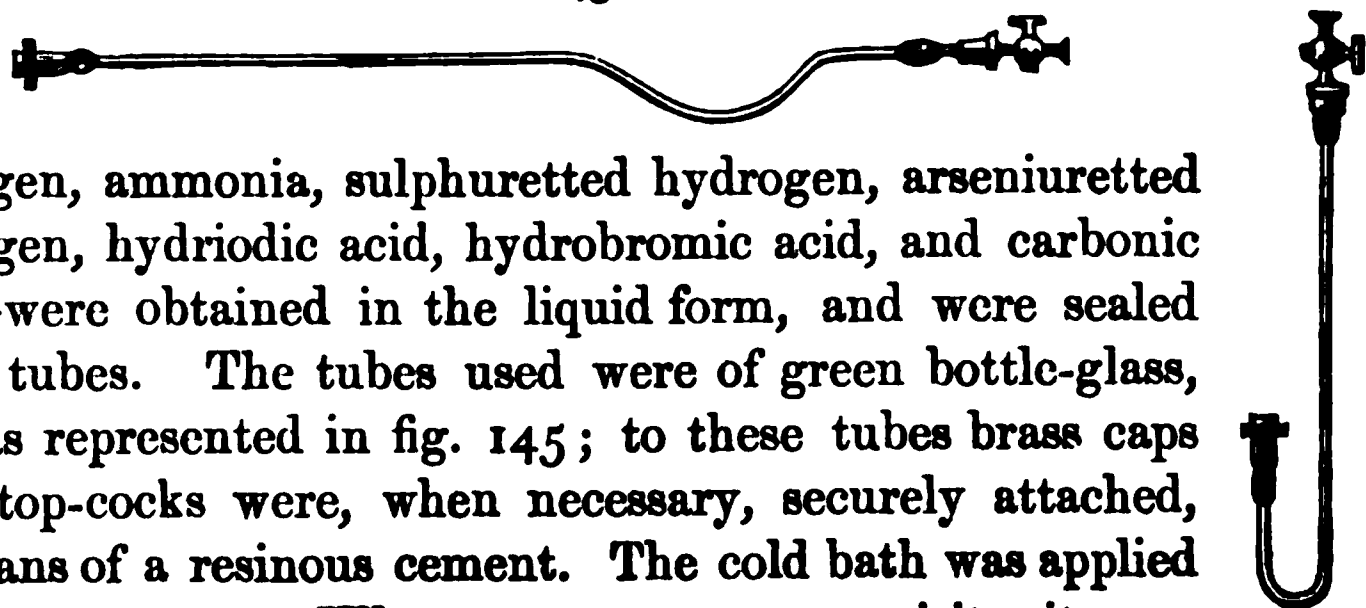 gen, ammonia, sulphuretted hydrogen, arseniuretted
gen, hydriodic acid, hydrobromic acid, and carbonic
were obtained in the liquid form, and were sealed
tubes. The tubes used were of green bottle-glass,
s represented in fig. 145; to these tubes brass caps
top-cocks were, when necessary, securely attached,
ans of a resinous cement. The cold bath was applied